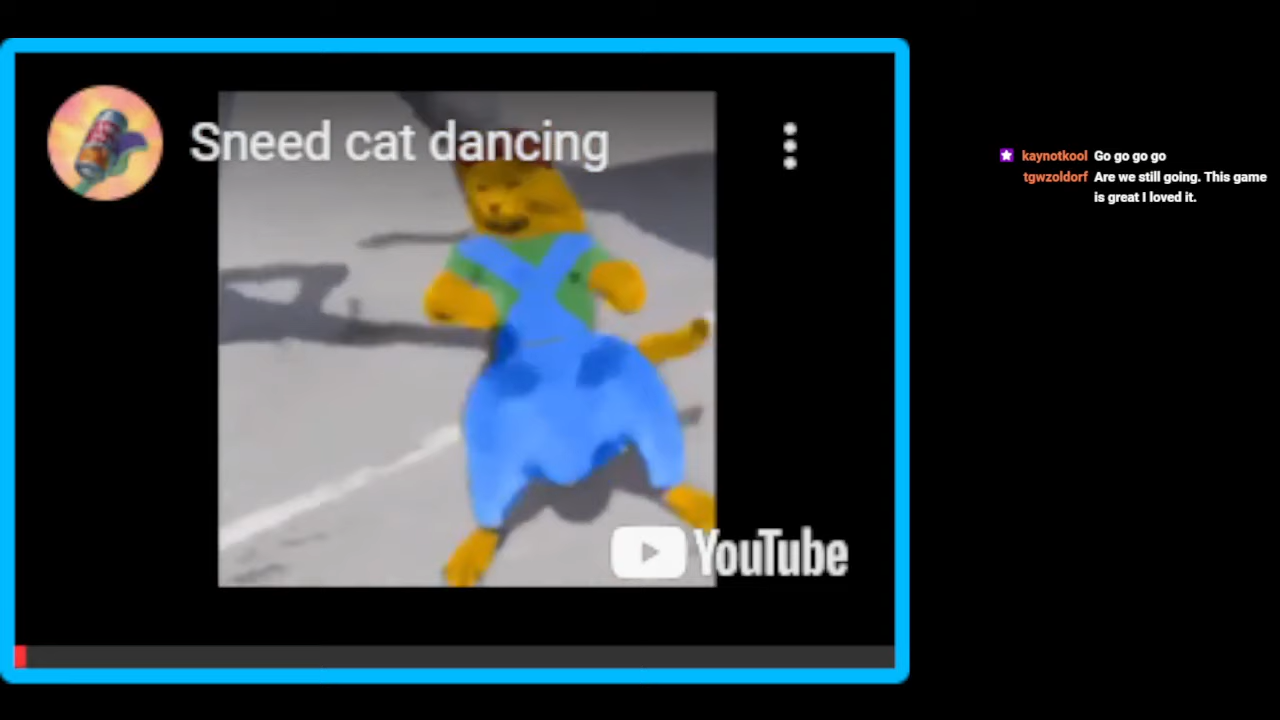 Sneed cat dancing
YouTube
kaynotkool Go go go go
tgwzoldorf Are we still going. This game
is great I loved it.